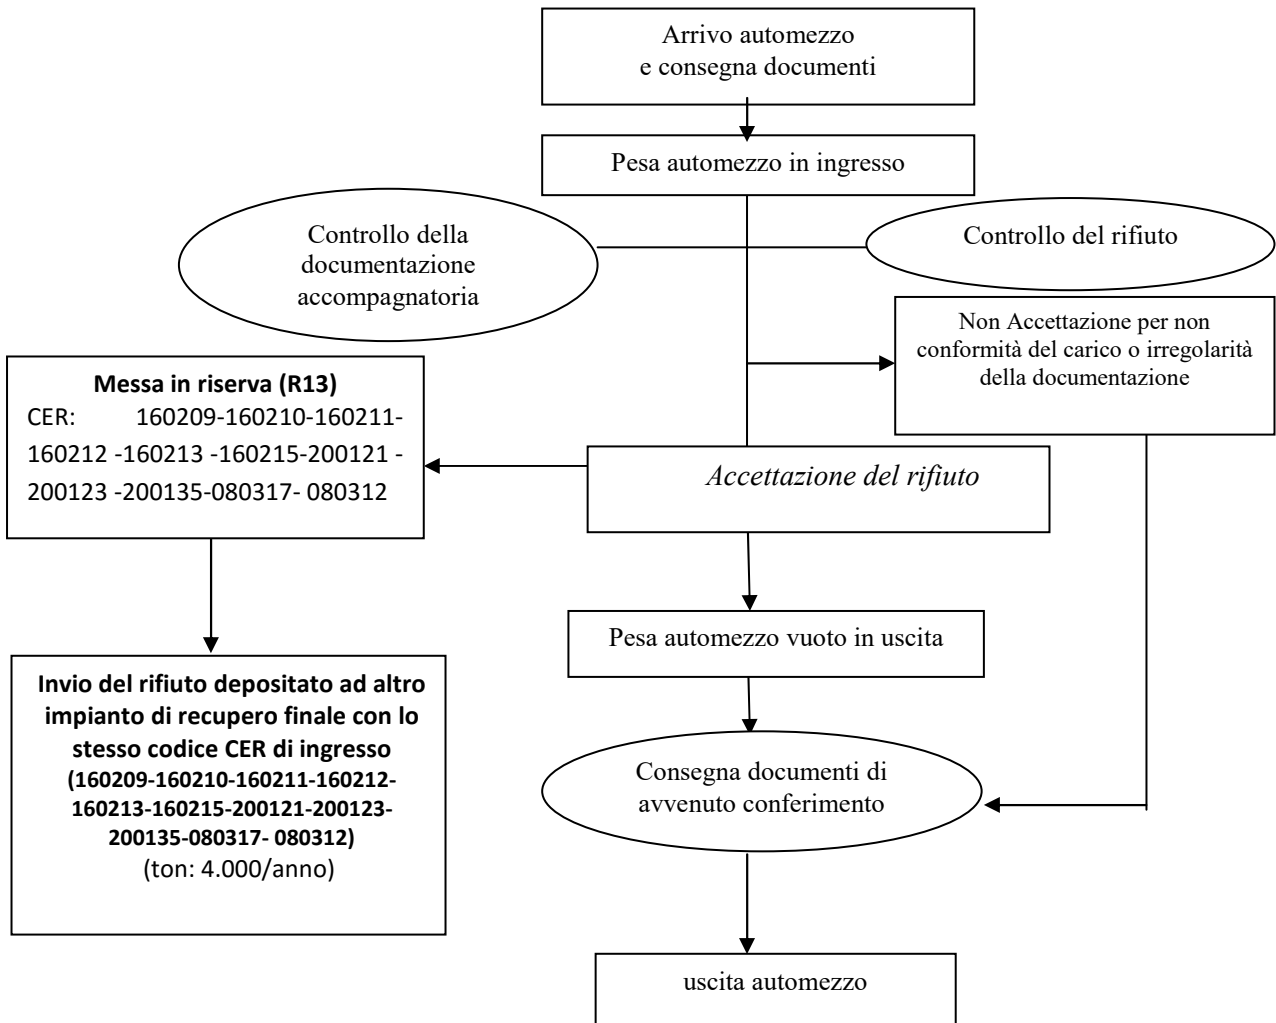 Arrivo automezzo
e consegna documenti
Pesa automezzo in ingresso
Controllo della
documentazione
accompagnatoria
Controllo del rifiuto
Non Accettazione per non
conformità del carico o irregolarità
della documentazione
Messa in riserva (R13)
CER: 160209-160210-160211-
160212 -160213 -160215-200121 -
200123 -200135-080317- 080312
Accettazione del rifiuto
Pesa automezzo vuoto in uscita
Invio del rifiuto depositato ad altro
impianto di recupero finale con lo
stesso codice CER di ingresso
(160209-160210-160211-160212-
160213-160215-200121-200123-
200135-080317- 080312)
(ton: 4.000/anno)
Consegna documenti di
avvenuto conferimento
uscita automezzo